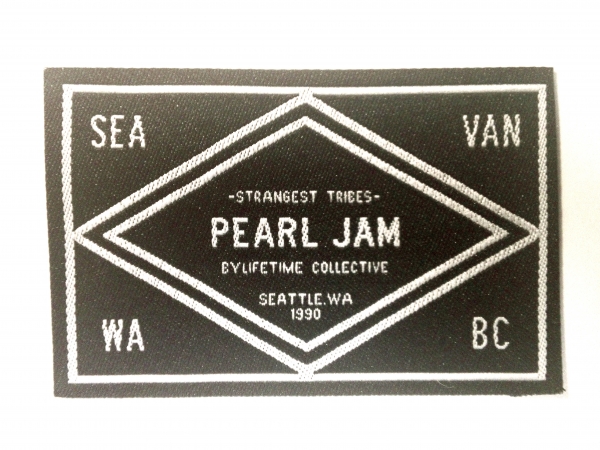 SEA
VAN
-STRANGEST TRIBES-
PEARL JAM
BYLIFETIME COLLECTIVE
SEATTLE,WA
1990
WA
BC